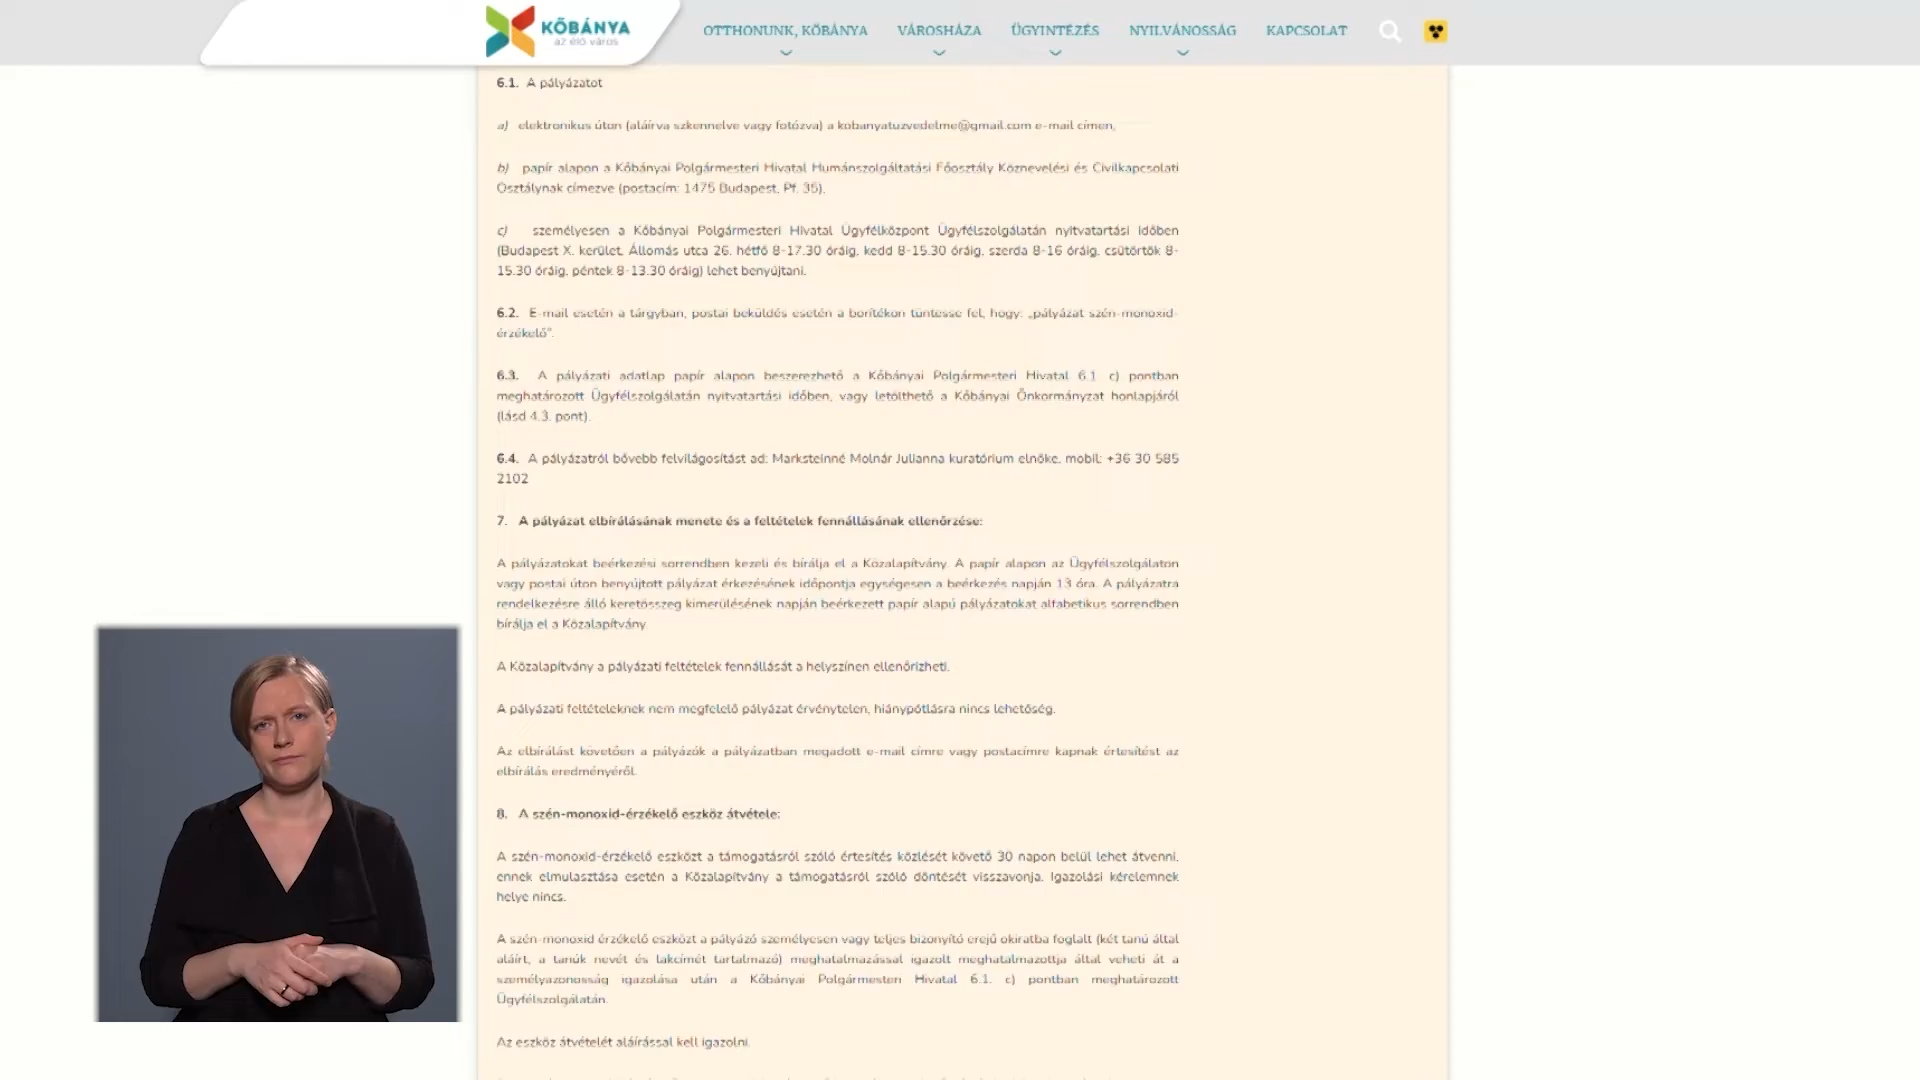 KŐBÁNYA
az élő város
OTTHONUNK, KŐBÁNYA
VÁROSHÁZA
ÜGYINTÉZÉS
NYILVÁNOSSÁG
KAPCSOLAT
6.1. A pályázatot
a) elektronikus úton (aláírva szkennelve vagy fotózva) a kobanyatuzvedelme@gmail.com e-mail címen,
b) papír alapon a Kőbányai Polgármesteri Hivatal Humánszolgáltatási Főosztály Köznevelési és Civilkapcsolati
Osztálynak címezve (postacím: 1475 Budapest, Pf. 35),
c) személyesen a Kőbányai Polgármesteri Hivatal Ügyfélközpont Ügyfélszolgálatán nyitvatartási időben
(Budapest X. kerület, Állomás utca 26. hétfő 8-17.30 óráig, kedd 8-15.30 óráig, szerda 8-16 óráig, csütörtök 8-
15.30 óráig, péntek 8-13.30 óráig) lehet benyújtani.
6.2. E-mail esetén a tárgyban, postai beküldés esetén a borítékon tüntesse fel, hogy: „pályázat szén-monoxid-
érzékelő”.
6.3. A pályázati adatlap papír alapon beszerezhető a Kőbányai Polgármesteri Hivatal 6.1 c) pontban
meghatározott Ügyfélszolgálatán nyitvatartási időben, vagy letölthető a Kőbányai Önkormányzat honlapjáról
(lásd 4.3. pont).
6.4. A pályázatról bővebb felvilágosítást ad: Marksteinné Molnár Julianna kuratórium elnöke, mobil: +36 30 585
2102
7. A pályázat elbírálásának menete és a feltételek fennállásának ellenőrzése:
A pályázatokat beérkezési sorrendben kezeli és bírálja el a Közalapítvány. A papír alapon az Ügyfélszolgálaton
vagy postai úton benyújtott pályázat érkezésének időpontja egységesen a beérkezés napján 13 óra. A pályázatra
rendelkezésre álló keretösszeg kimerülésének napján beérkezett papír alapú pályázatokat alfabetikus sorrendben
bírálja el a Közalapítvány.
A Közalapítvány a pályázati feltételek fennállását a helyszínen ellenőrizheti.
A pályázati feltételeknek nem megfelelő pályázat érvénytelen, hiánypótlásra nincs lehetőség.
Az elbírálást követően a pályázók a pályázatban megadott e-mail címre vagy postacímre kapnak értesítést az
elbírálás eredményéről.
8. A szén-monoxid-érzékelő eszköz átvétele:
A szén-monoxid-érzékelő eszközt a támogatásról szóló értesítés közlését követő 30 napon belül lehet átvenni,
ennek elmulasztása esetén a Közalapítvány a támogatásról szóló döntését visszavonja. Igazolási kérelemnek
helye nincs.
A szén-monoxid érzékelő eszközt a pályázó személyesen vagy teljes bizonyító erejű okiratba foglalt (két tanú által
aláírt, a tanúk nevét és lakcímét tartalmazó) meghatalmazással igazolt meghatalmazottja által veheti át a
személyazonosság igazolása után a Kőbányai Polgármesteri Hivatal 6.1. c) pontban meghatározott
Ügyfélszolgálatán.
Az eszköz átvételét aláírással kell igazolni.